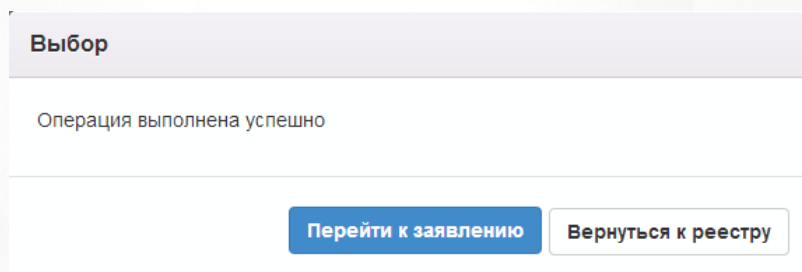 Выбор
Операция выполнена успешно
Перейти к заявлению
Вернуться к реестру